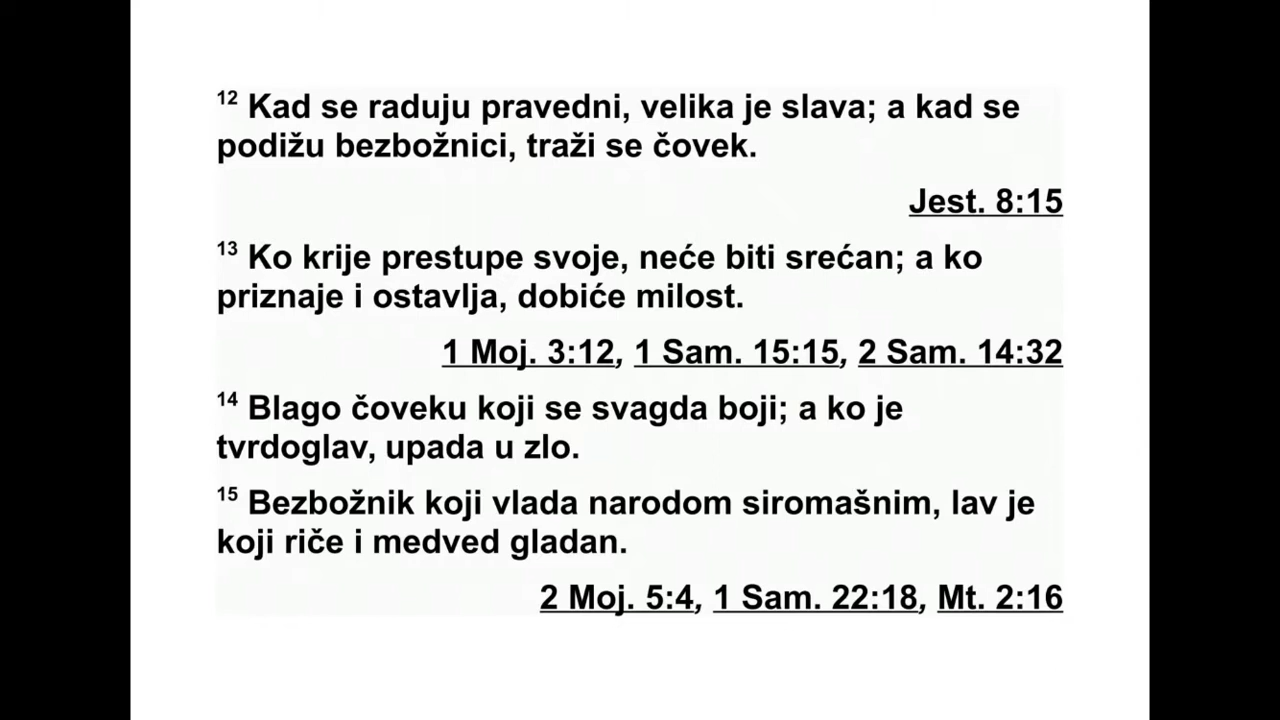 12 Kad se raduju pravedni, velika je slava; a kad se
podižu bezbožnici, traži se čovek.
Jest. 8:15
13 Ko krije prestupe svoje, neće biti srećan; a ko
priznaje i ostavlja, dobiće milost.
1 Moj. 3:12, 1 Sam. 15:15, 2 Sam. 14:32
14 Blago čoveku koji se svagda boji; a ko je
tvrdoglav, upada u zlo.
15 Bezbožnik koji vlada narodom siromašnim, lav je
koji riče i medved gladan.
2 Moj. 5:4, 1 Sam. 22:18, Mt. 2:16